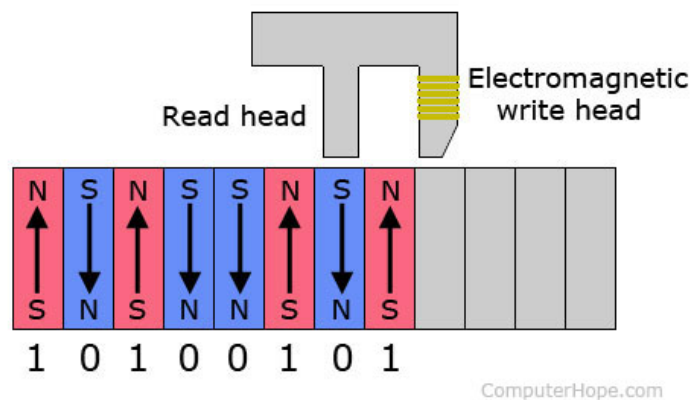 Electromagnetic
write head
Read head
N S N S S N S N
S N S N N S N S
1 0 1 0 0 1 0 1
ComputerHope.com